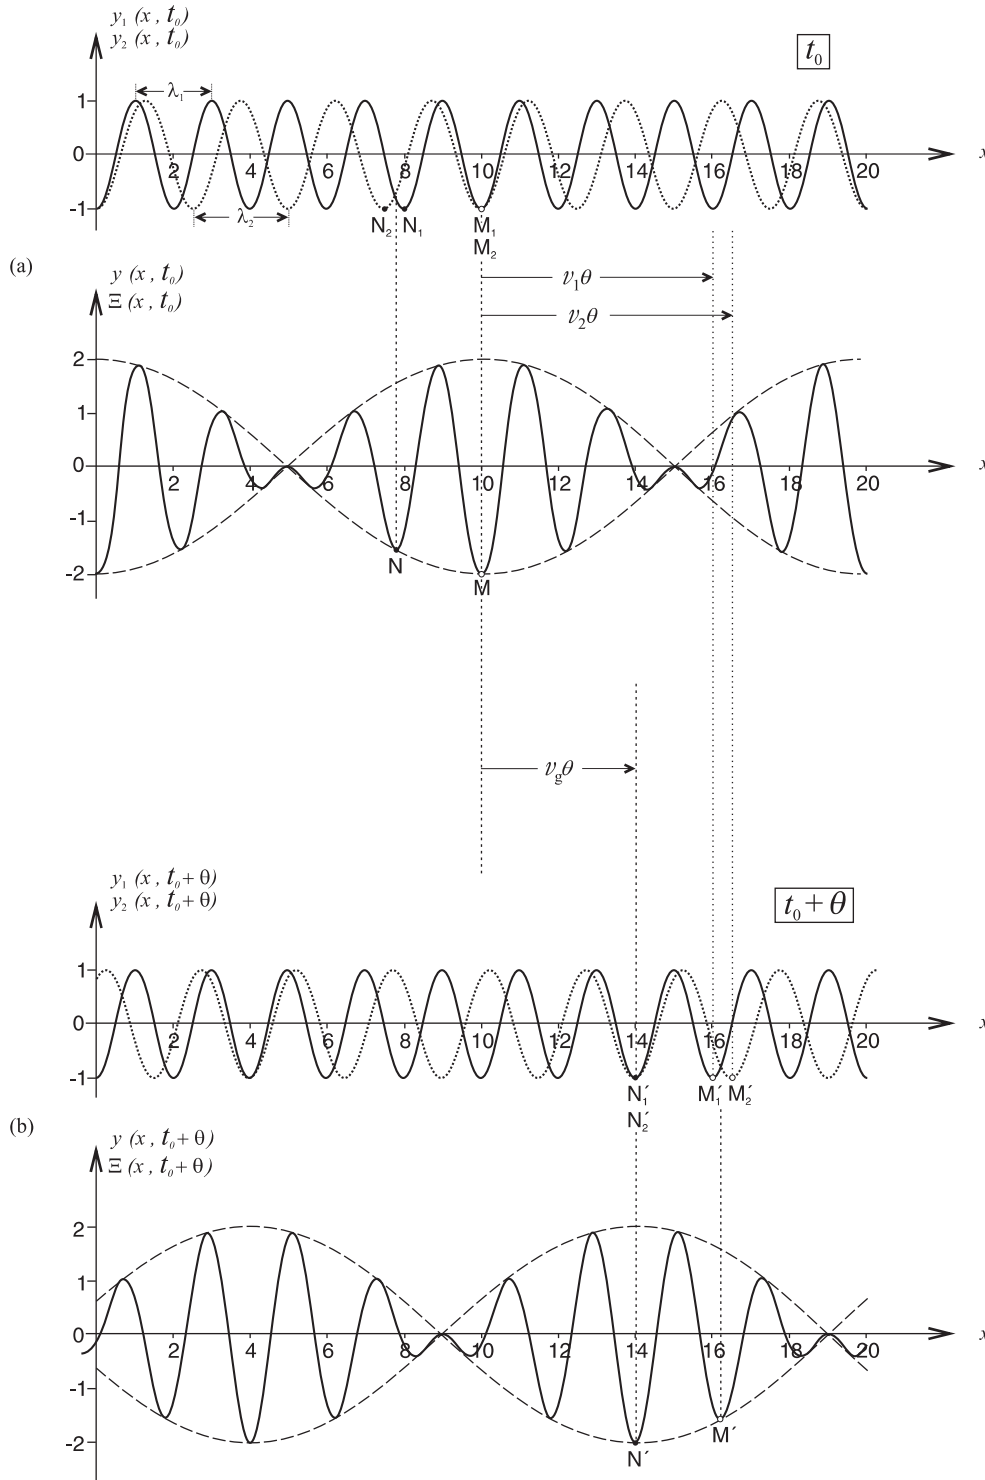 y₁ (x , t₀)
y₂ (x , t₀)
t₀
1
λ₁
0
2 4 6 8 10 12 14 16 18 20
x
-1
λ₂
N₂ N₁ M₁
M₂
(a)
y (x , t₀)
Ξ (x , t₀)
v₁θ
v₂θ
2
1
0
2 4 6 8 10 12 14 16 18 20
x
-1
-2
N M
v_gθ
y₁ (x , t₀ + θ)
y₂ (x , t₀ + θ)
t₀ + θ
1
0
2 4 6 8 10 12 14 16 18 20
x
-1
N₁′ M₁′ M₂′
N₂′
(b)
y (x , t₀ + θ)
Ξ (x , t₀ + θ)
2
1
0
2 4 6 8 10 12 14 16 18 20
x
-1
M′
-2
N′